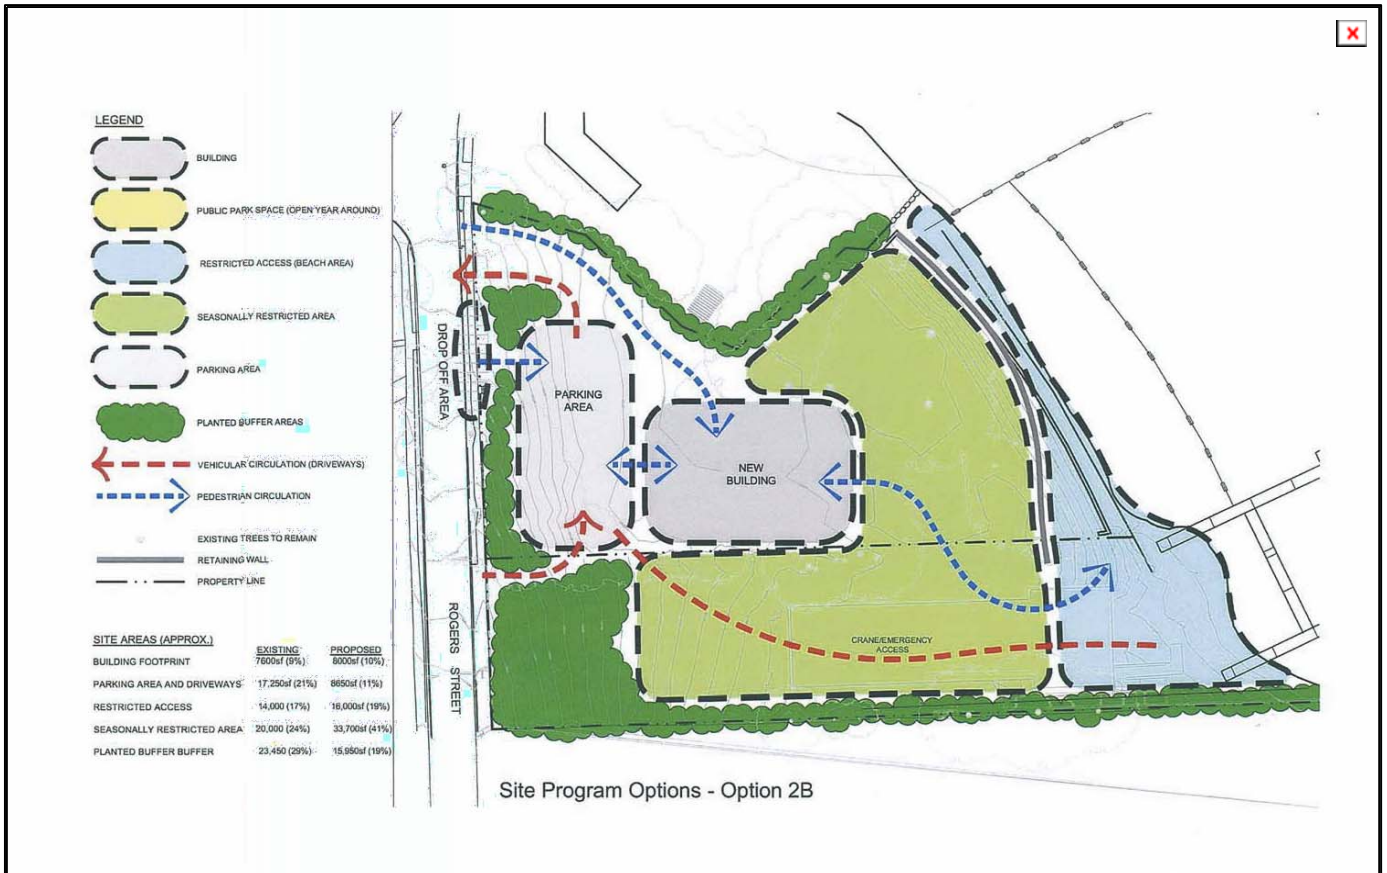 LEGEND
BUILDING
PUBLIC PARK SPACE (OPEN YEAR AROUND)
RESTRICTED ACCESS (BEACH AREA)
SEASONALLY RESTRICTED AREA
PARKING AREA
PLANTED BUFFER AREAS
VEHICULAR CIRCULATION (DRIVEWAYS)
PEDESTRIAN CIRCULATION
EXISTING TREES TO REMAIN
RETAINING WALL
PROPERTY LINE
SITE AREAS (APPROX.) EXISTING PROPOSED
BUILDING FOOTPRINT 7600sf (9%) 8000sf (10%)
PARKING AREA AND DRIVEWAYS 17,250sf (21%) 8650sf (11%)
RESTRICTED ACCESS 14,000 (17%) 16,000sf (19%)
SEASONALLY RESTRICTED AREA 20,000 (24%) 33,700sf (41%)
PLANTED BUFFER BUFFER 23,450 (29%) 15,950sf (19%)
DROP OFF AREA
ROGERS STREET
PARKING
AREA
NEW
BUILDING
CRANE/EMERGENCY
ACCESS
Site Program Options - Option 2B